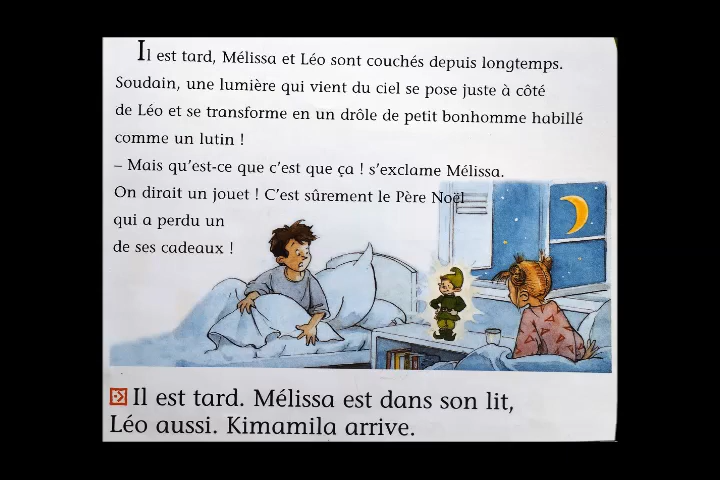 Il est tard, Mélissa et Léo sont couchés depuis longtemps.
Soudain, une lumière qui vient du ciel se pose juste à côté
de Léo et se transforme en un drôle de petit bonhomme habillé
comme un lutin !
– Mais qu'est-ce que c'est que ça ! s'exclame Mélissa.
On dirait un jouet ! C'est sûrement le Père Noël
qui a perdu un
de ses cadeaux !
Il est tard. Mélissa est dans son lit,
Léo aussi. Kimamila arrive.